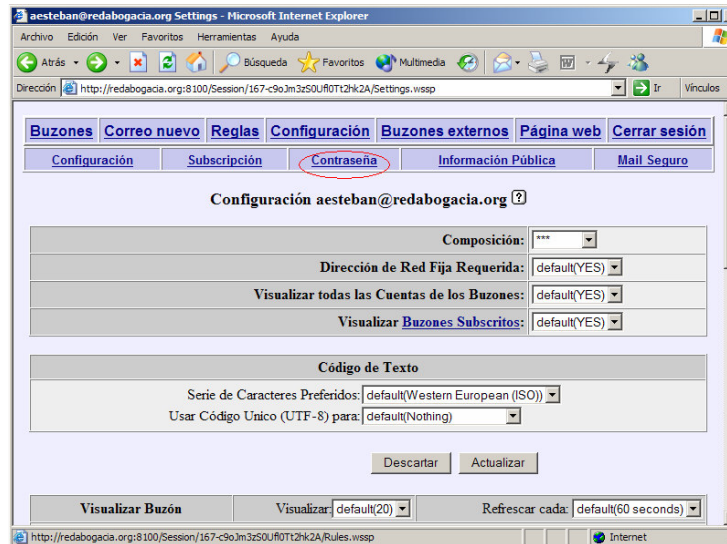 aesteban@redabogacia.org Settings - Microsoft Internet Explorer
Archivo Edición Ver Favoritos Herramientas Ayuda
Atrás Búsqueda Favoritos Multimedia
Dirección http://redabogacia.org:8100/Session/167-c9oJm3zS0Ufl0Tt2hk2A/Settings.wssp Ir Vínculos
Buzones Correo nuevo Reglas Configuración Buzones externos Página web Cerrar sesión
Configuración Subscripción Contraseña Información Pública Mail Seguro
Configuración aesteban@redabogacia.org ?
Composición: ***
Dirección de Red Fija Requerida: default(YES)
Visualizar todas las Cuentas de los Buzones: default(YES)
Visualizar Buzones Subscritos: default(YES)
Código de Texto
Serie de Caracteres Preferidos: default(Western European (ISO))
Usar Código Unico (UTF-8) para: default(Nothing)
Descartar Actualizar
Visualizar Buzón Visualizar: default(20) Refrescar cada: default(60 seconds)
http://redabogacia.org:8100/Session/167-c9oJm3zS0Ufl0Tt2hk2A/Rules.wssp Internet